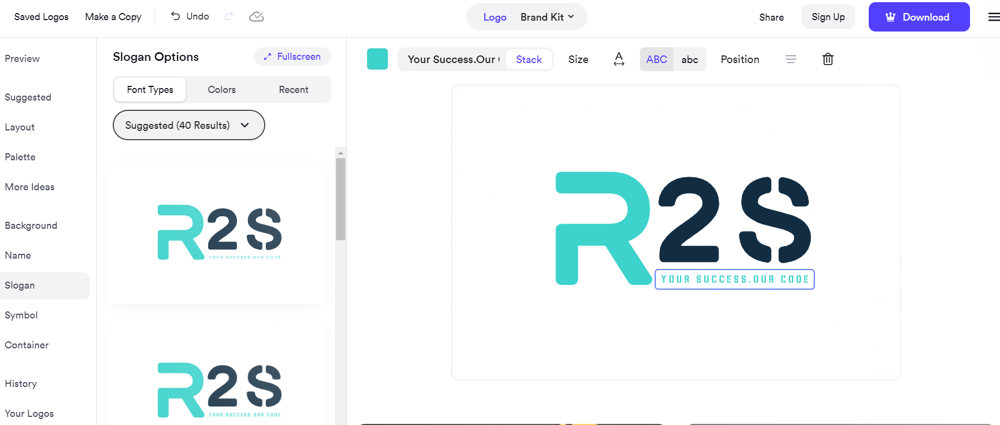 Saved Logos
Make a Copy
Undo
Logo
Brand Kit
Share
Sign Up
Download
Preview
Suggested
Layout
Palette
More Ideas
Background
Name
Slogan
Symbol
Container
History
Your Logos
Slogan Options
Fullscreen
Font Types
Colors
Recent
Suggested (40 Results)
R2S
YOUR SUCCESS.OUR CODE
R2S
YOUR SUCCESS.OUR CODE
Your Success.Our
Stack
Size
A
ABC
abc
Position
R2S
YOUR SUCCESS.OUR CODE